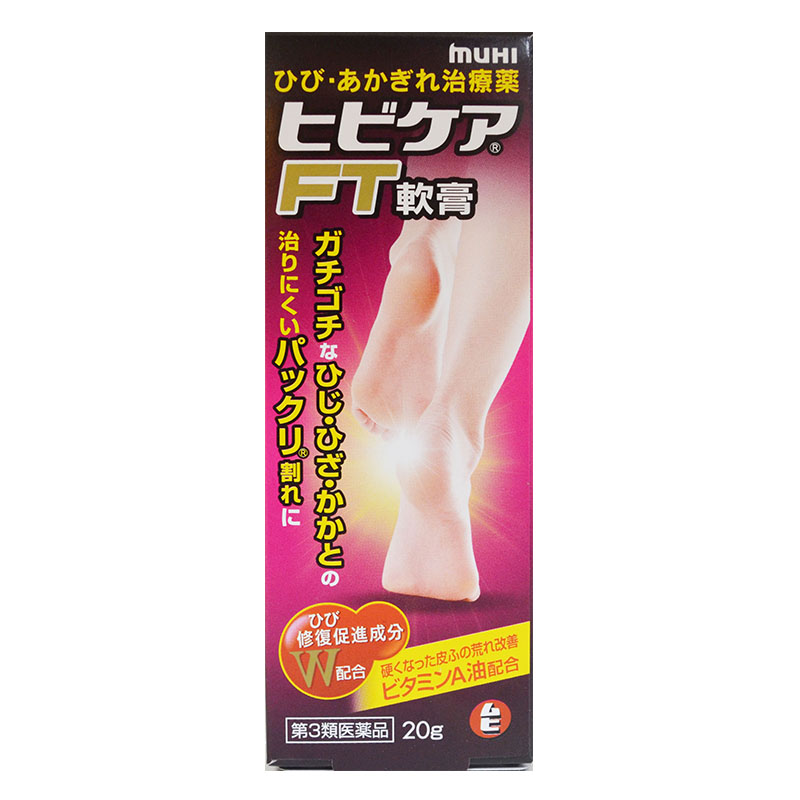 MUHI
ひび・あかぎれ治療薬
ヒビケア®
FT軟膏
ガチゴチなひじ・ひざ・かかとの
治りにくいパックリ®割れに
ひび
修復促進成分
W配合
硬くなった皮ふの荒れ改善
ビタミンA油配合
第3類医薬品 20g
ムヒ